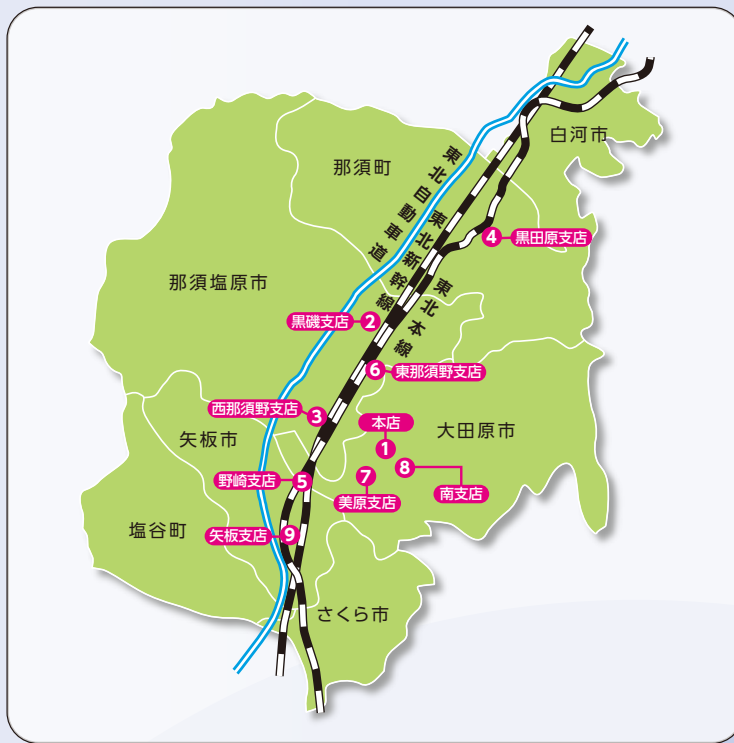 白河市
那須町
東北自動車道
東北新幹線
東北本線
4 黒田原支店
那須塩原市
黒磯支店 2
6 東那須野支店
西那須野支店 3
本店
1
大田原市
矢板市
野崎支店 5
7
美原支店
8
南支店
塩谷町
矢板支店 9
さくら市